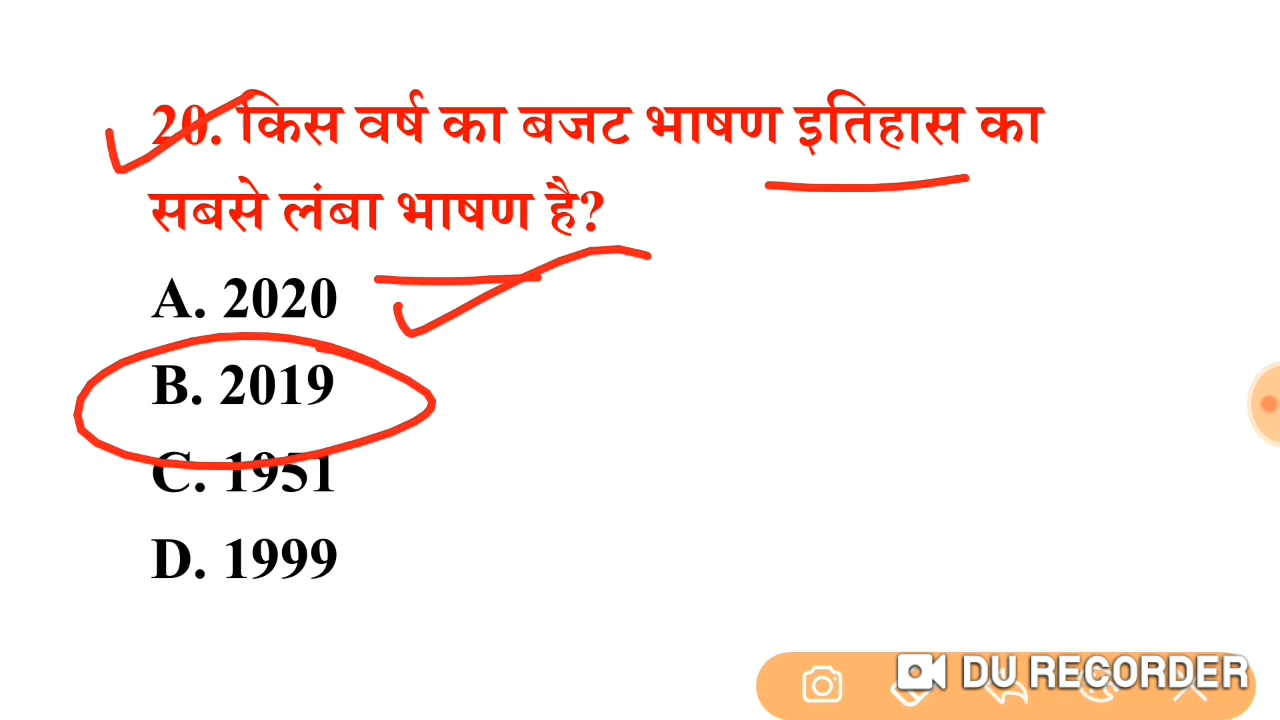 20. किस वर्ष का बजट भाषण इतिहास का
सबसे लंबा भाषण है?
A. 2020
B. 2019
C. 1951
D. 1999
DU RECORDER